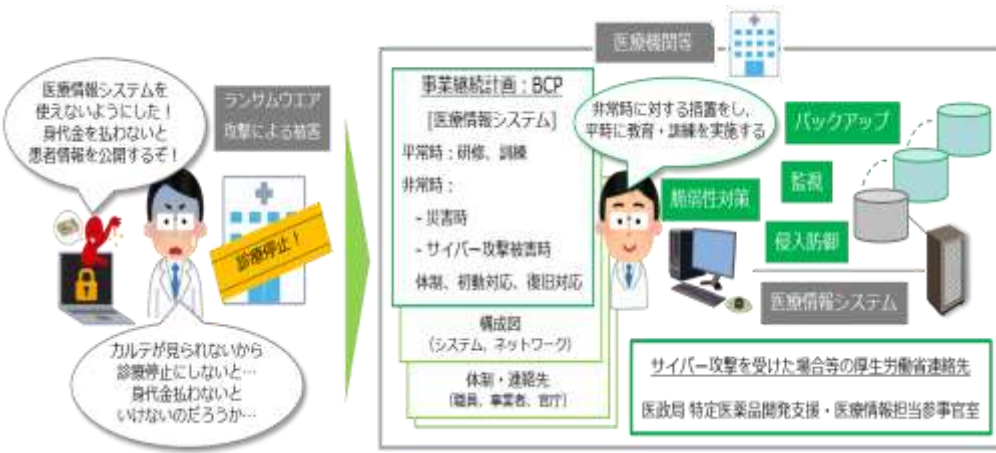 医療情報システムを
使えないようにした！
身代金を払わないと
患者情報を公開するぞ！
ランサムウエア
攻撃による被害
診療停止！
カルテが見られないから
診療停止にしないと…
身代金払わないと
いけないのだろうか…
医療機関等
事業継続計画：BCP
[医療情報システム]
平常時：研修、訓練
非常時：
- 災害時
- サイバー攻撃被害時
体制、初動対応、復旧対応
構成図
（システム、ネットワーク）
体制・連絡先
（職員、事業者、官庁）
非常時に対する措置をし、
平時に教育・訓練を実施する
バックアップ
監視
脆弱性対策
侵入防御
医療情報システム
サイバー攻撃を受けた場合等の厚生労働省連絡先
医政局 特定医薬品開発支援・医療情報担当参事官室